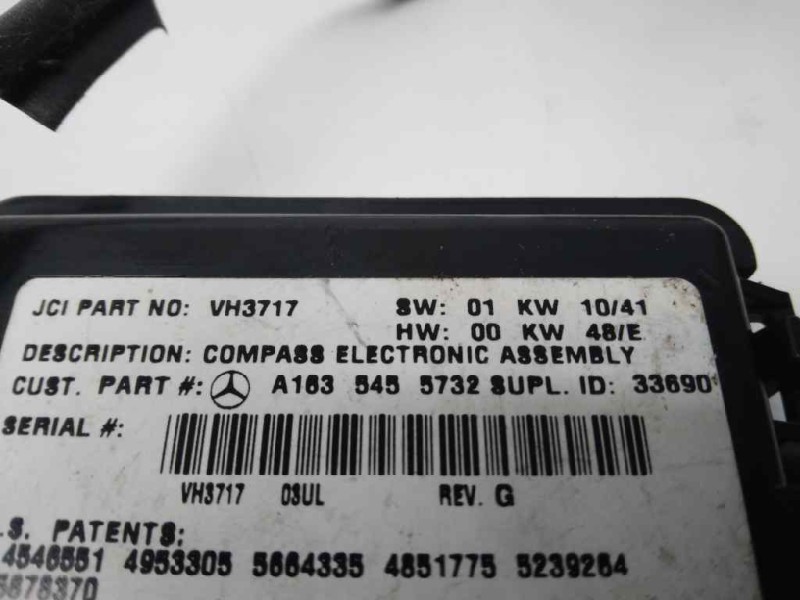 JCI PART NO: VH3717 SW: 01 KW 10/41
HW: 00 KW 48/E
DESCRIPTION: COMPASS ELECTRONIC ASSEMBLY
CUST. PART #: A163 545 5732 SUPL. ID: 33690
SERIAL #:
VH3717 03UL REV. G
.S. PATENTS:
4546551 4953305 5664335 4851775 5239264
5878370